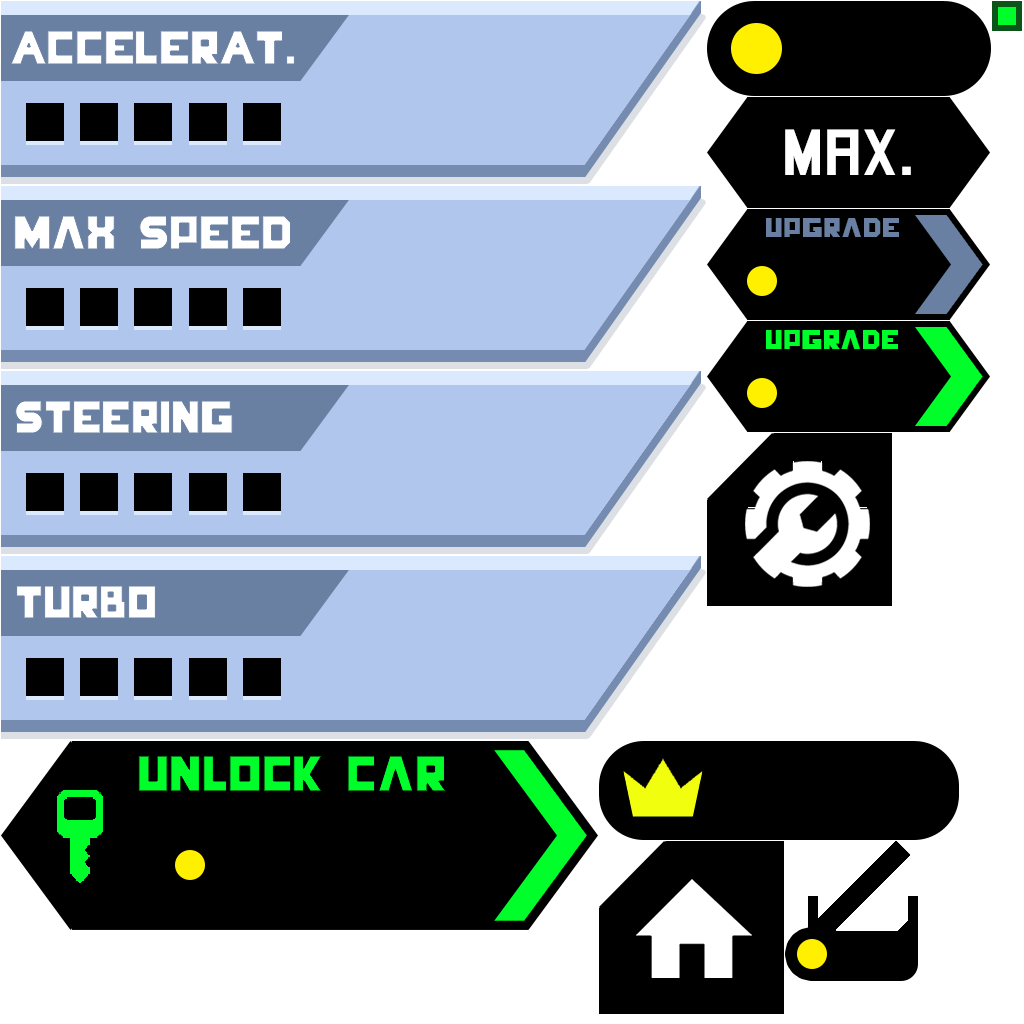 ACCELERAT.
MAX.
MAX SPEED
UPGRADE
UPGRADE
STEERING
TURBO
UNLOCK CAR